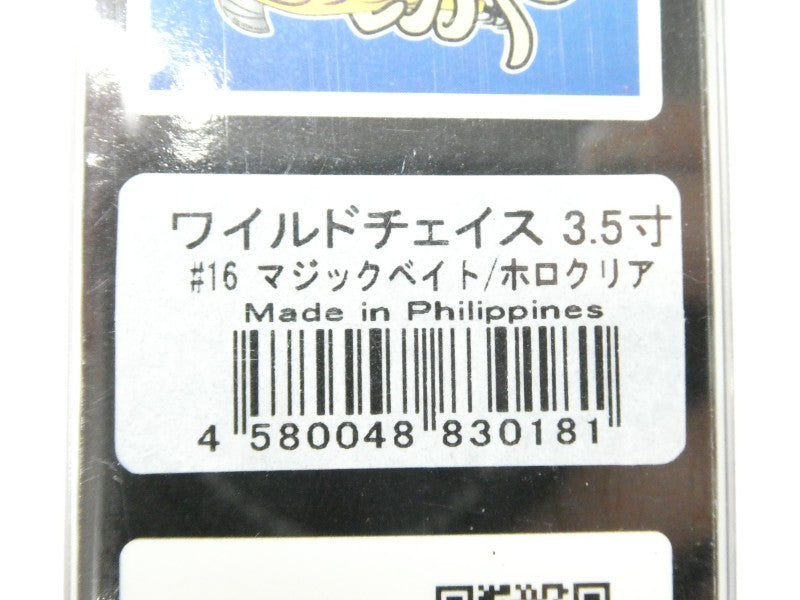 ワイルドチェイス 3.5寸
#16 マジックベイト/ホロクリア
Made in Philippines
4 580048 830181